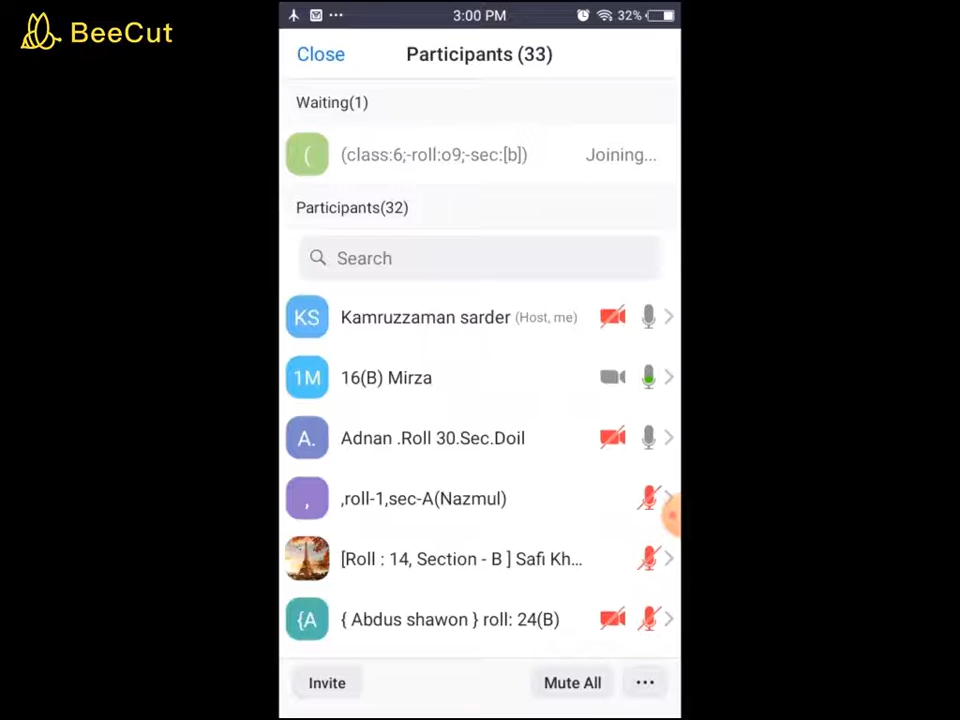 BeeCut
3:00 PM
32%
Close
Participants (33)
Waiting(1)
(
(class:6;-roll:o9;-sec:[b])
Joining...
Participants(32)
Search
KS
Kamruzzaman sarder (Host, me)
1M
16(B) Mirza
A.
Adnan .Roll 30.Sec.Doil
,
,roll-1,sec-A(Nazmul)
[Roll : 14, Section - B ] Safi Kh...
{A
{ Abdus shawon } roll: 24(B)
Invite
Mute All